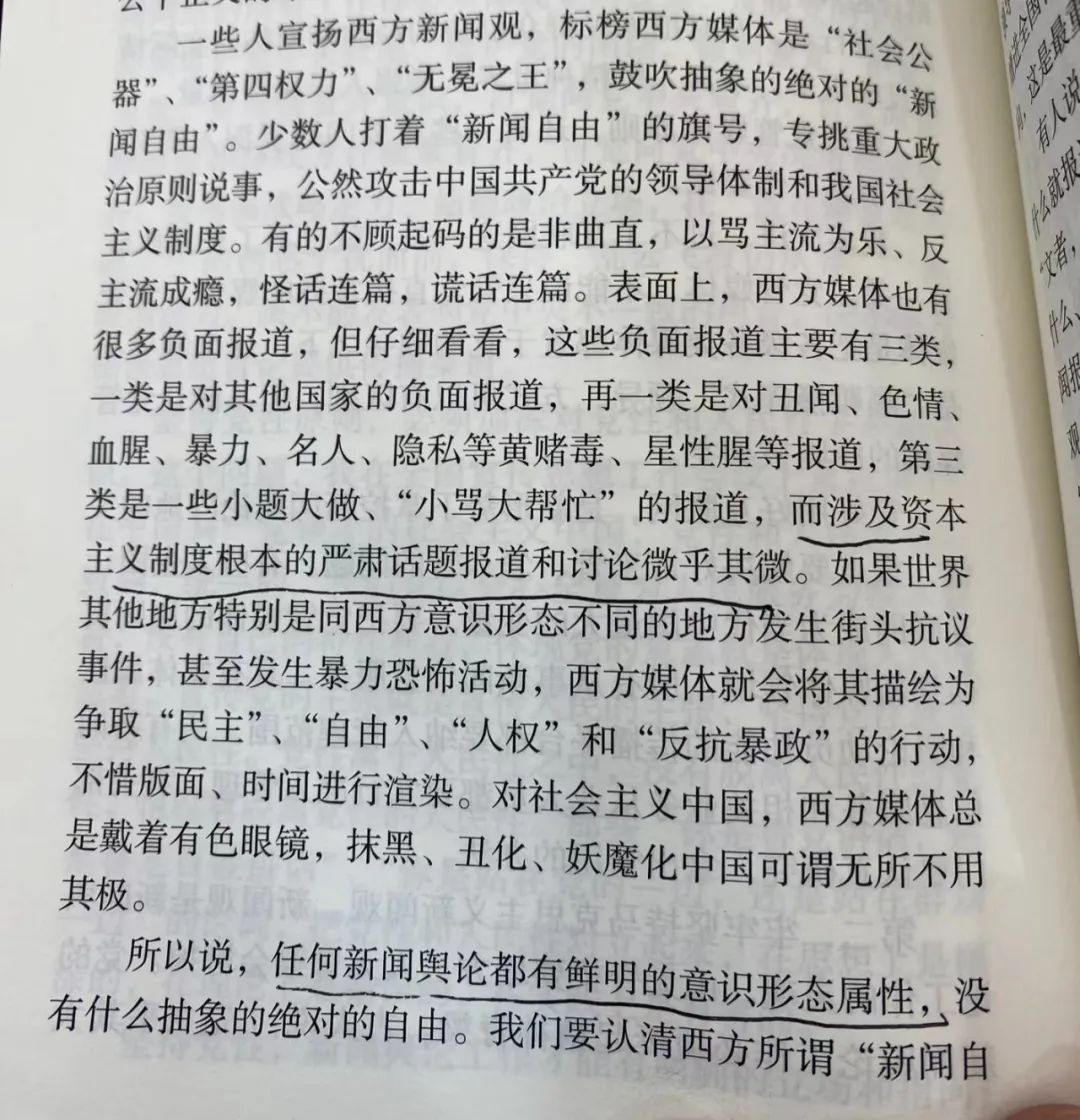 会公正义的
一些人宣扬西方新闻观，标榜西方媒体是“社会公
器”、“第四权力”、“无冕之王”，鼓吹抽象的绝对的“新
闻自由”。少数人打着“新闻自由”的旗号，专挑重大政
治原则说事，公然攻击中国共产党的领导体制和我国社会
主义制度。有的不顾起码的是非曲直，以骂主流为乐、反
主流成瘾，怪话连篇，谎话连篇。表面上，西方媒体也有
很多负面报道，但仔细看看，这些负面报道主要有三类，
一类是对其他国家的负面报道，再一类是对丑闻、色情、
血腥、暴力、名人、隐私等黄赌毒、星性腥等报道，第三
类是一些小题大做、“小骂大帮忙”的报道，而涉及资本
主义制度根本的严肃话题报道和讨论微乎其微。如果世界
其他地方特别是同西方意识形态不同的地方发生街头抗议
事件，甚至发生暴力恐怖活动，西方媒体就会将其描绘为
争取“民主”、“自由”、“人权”和“反抗暴政”的行动，
不惜版面、时间进行渲染。对社会主义中国，西方媒体总
是戴着有色眼镜，抹黑、丑化、妖魔化中国可谓无所不用
其极。
所以说，任何新闻舆论都有鲜明的意识形态属性，没
有什么抽象的绝对的自由。我们要认清西方所谓“新闻自
这是最重
有人说
什么就报
“文者，
什么、
闻报
观